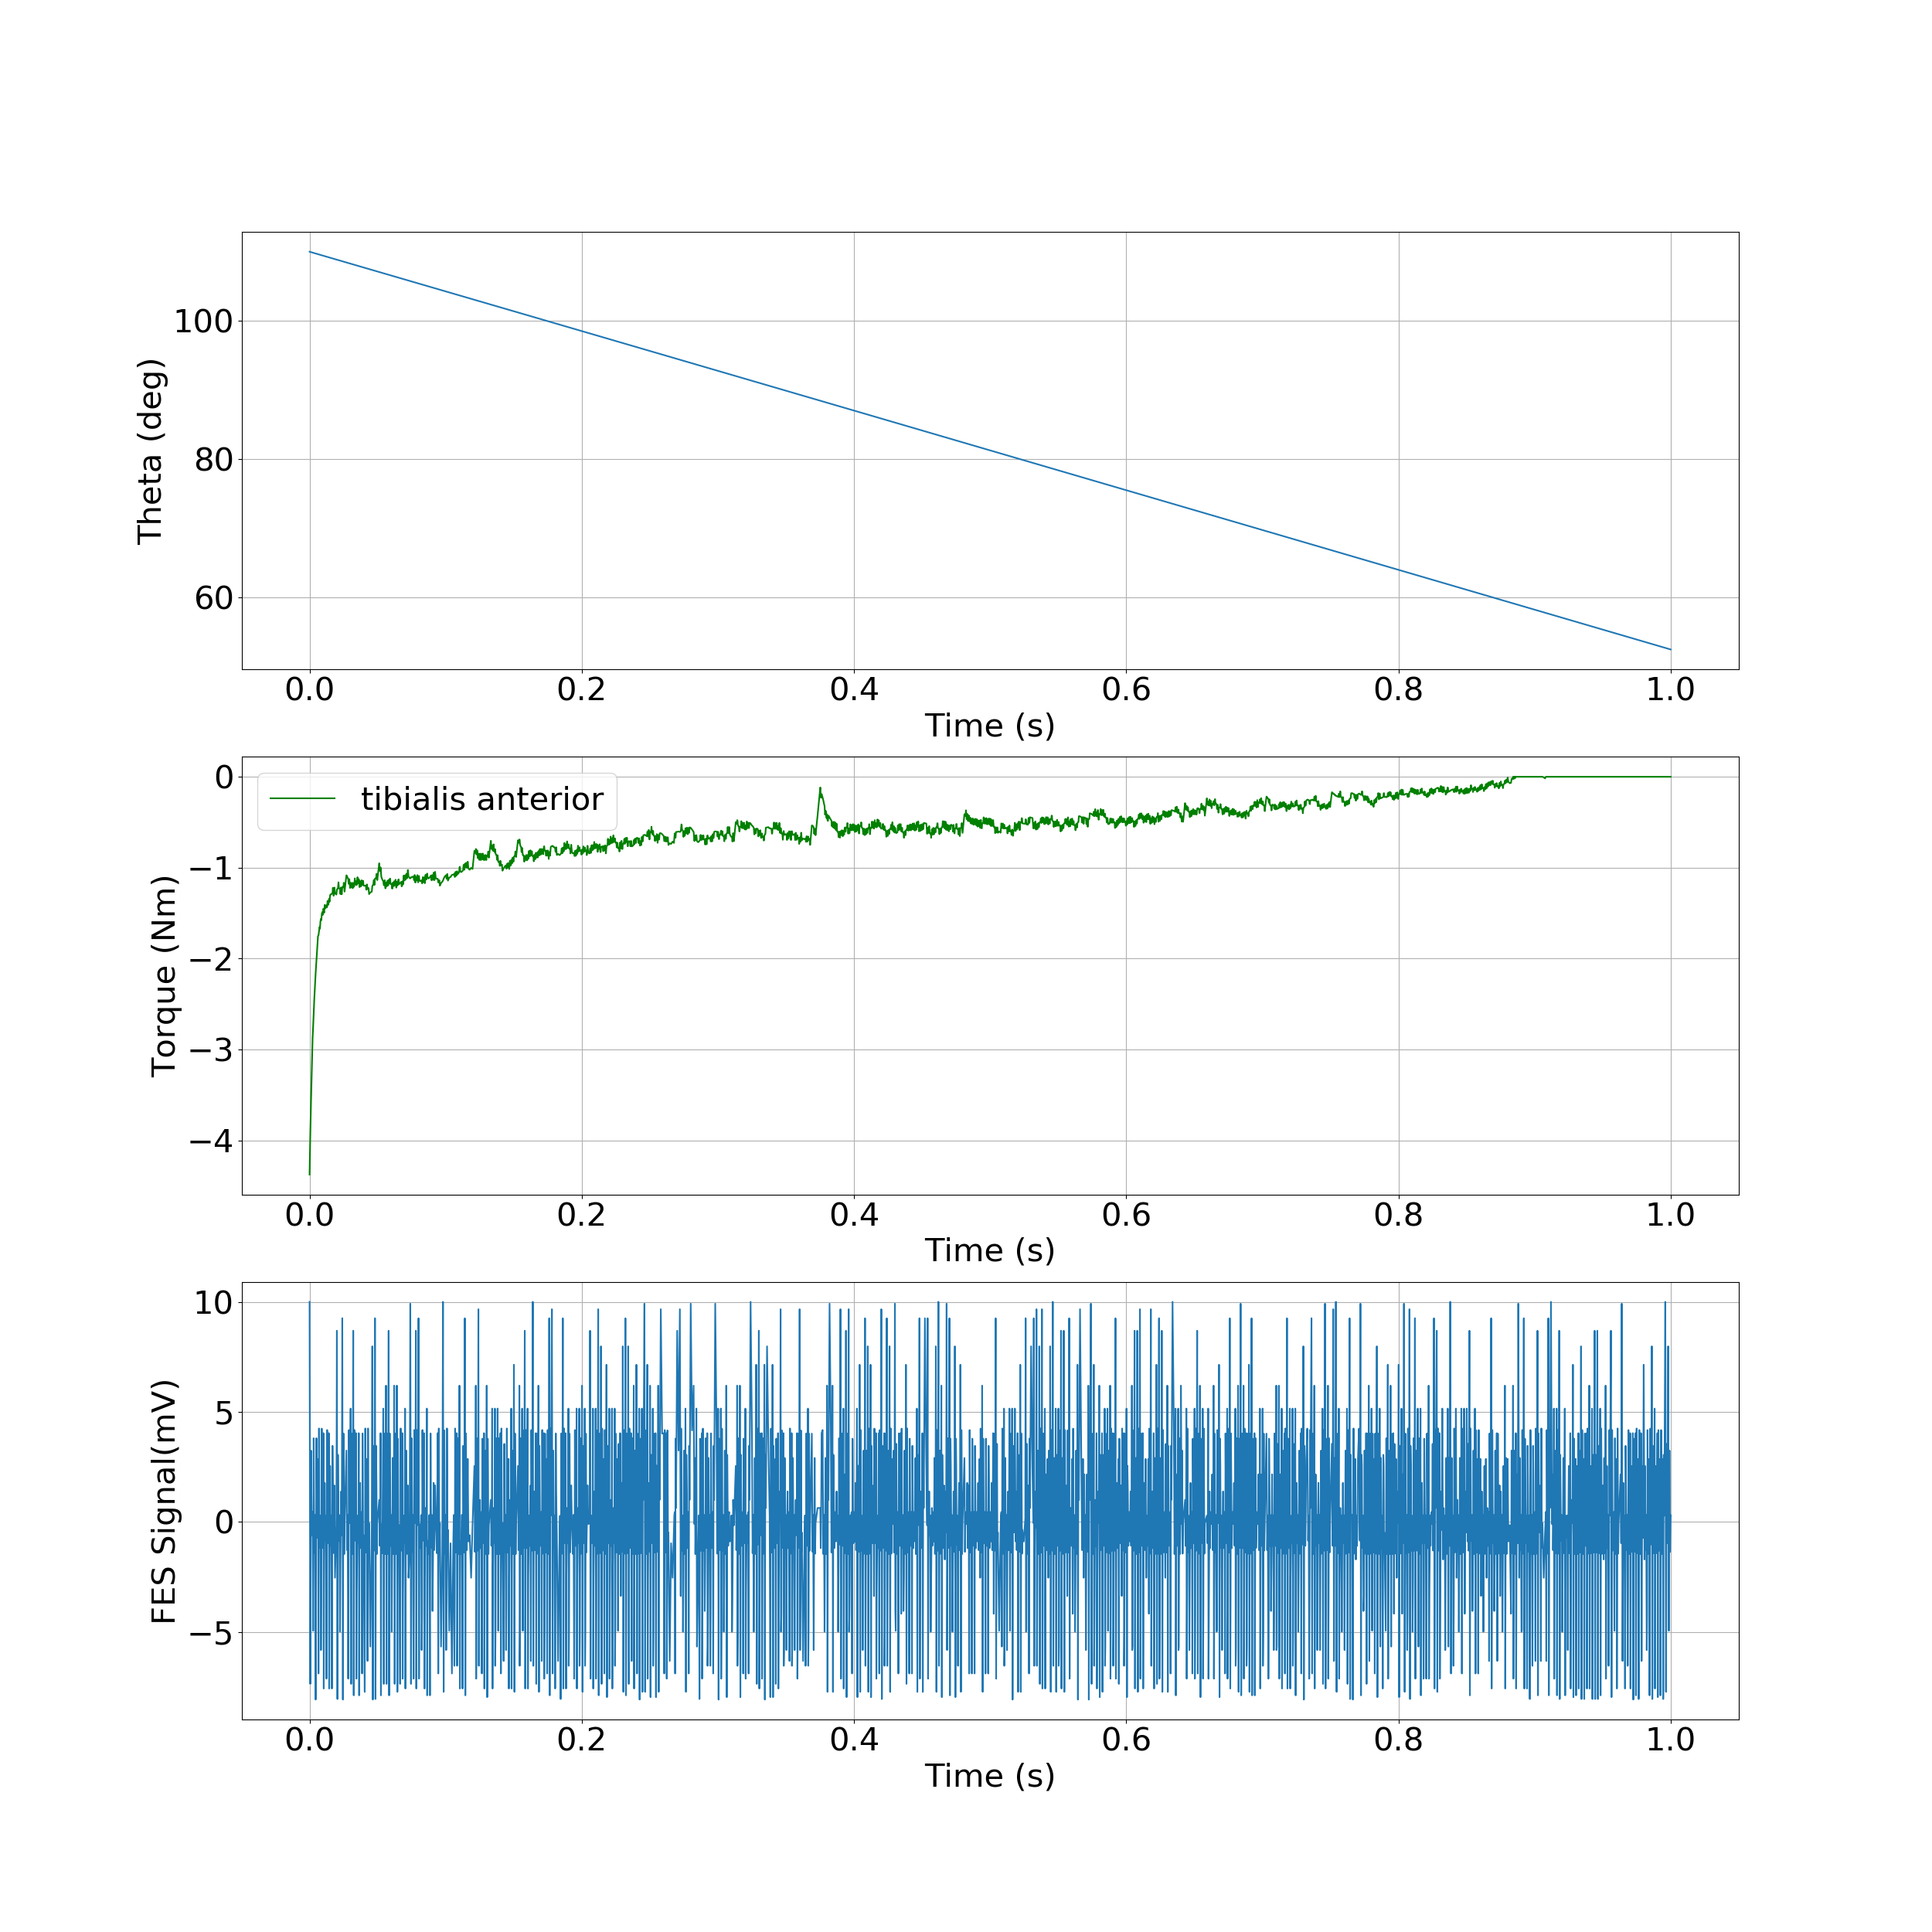 100
80
60
Theta (deg)
0.0 0.2 0.4 0.6 0.8 1.0
Time (s)
tibialis anterior
0
−1
−2
−3
−4
Torque (Nm)
0.0 0.2 0.4 0.6 0.8 1.0
Time (s)
10
5
0
−5
FES Signal(mV)
0.0 0.2 0.4 0.6 0.8 1.0
Time (s)